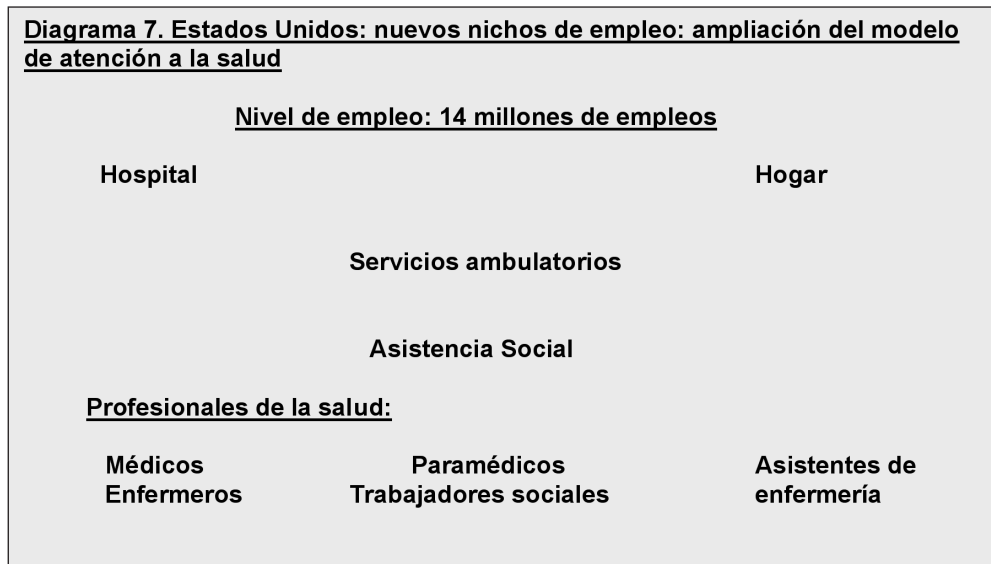 Diagrama 7. Estados Unidos: nuevos nichos de empleo: ampliación del modelo
de atención a la salud
Nivel de empleo: 14 millones de empleos
Hospital Hogar
Servicios ambulatorios
Asistencia Social
Profesionales de la salud:
Médicos Paramédicos Asistentes de
Enfermeros Trabajadores sociales enfermería